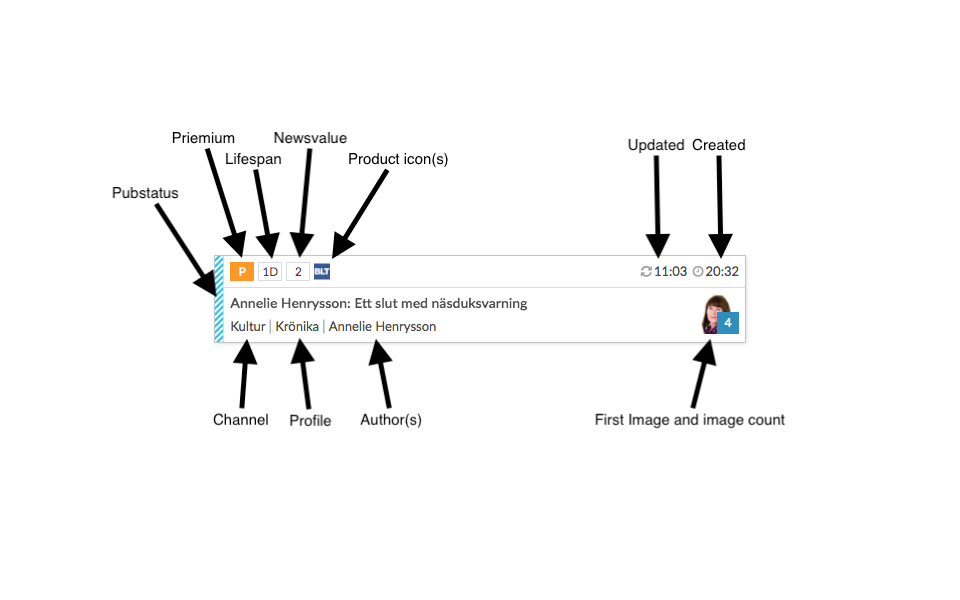 Priemium
Newsvalue
Lifespan
Product icon(s)
Updated
Created
Pubstatus
P
1D
2
BLT
11:03
20:32
Annelie Henrysson: Ett slut med näsduksvarning
Kultur | Krönika | Annelie Henrysson
4
Channel
Profile
Author(s)
First Image and image count